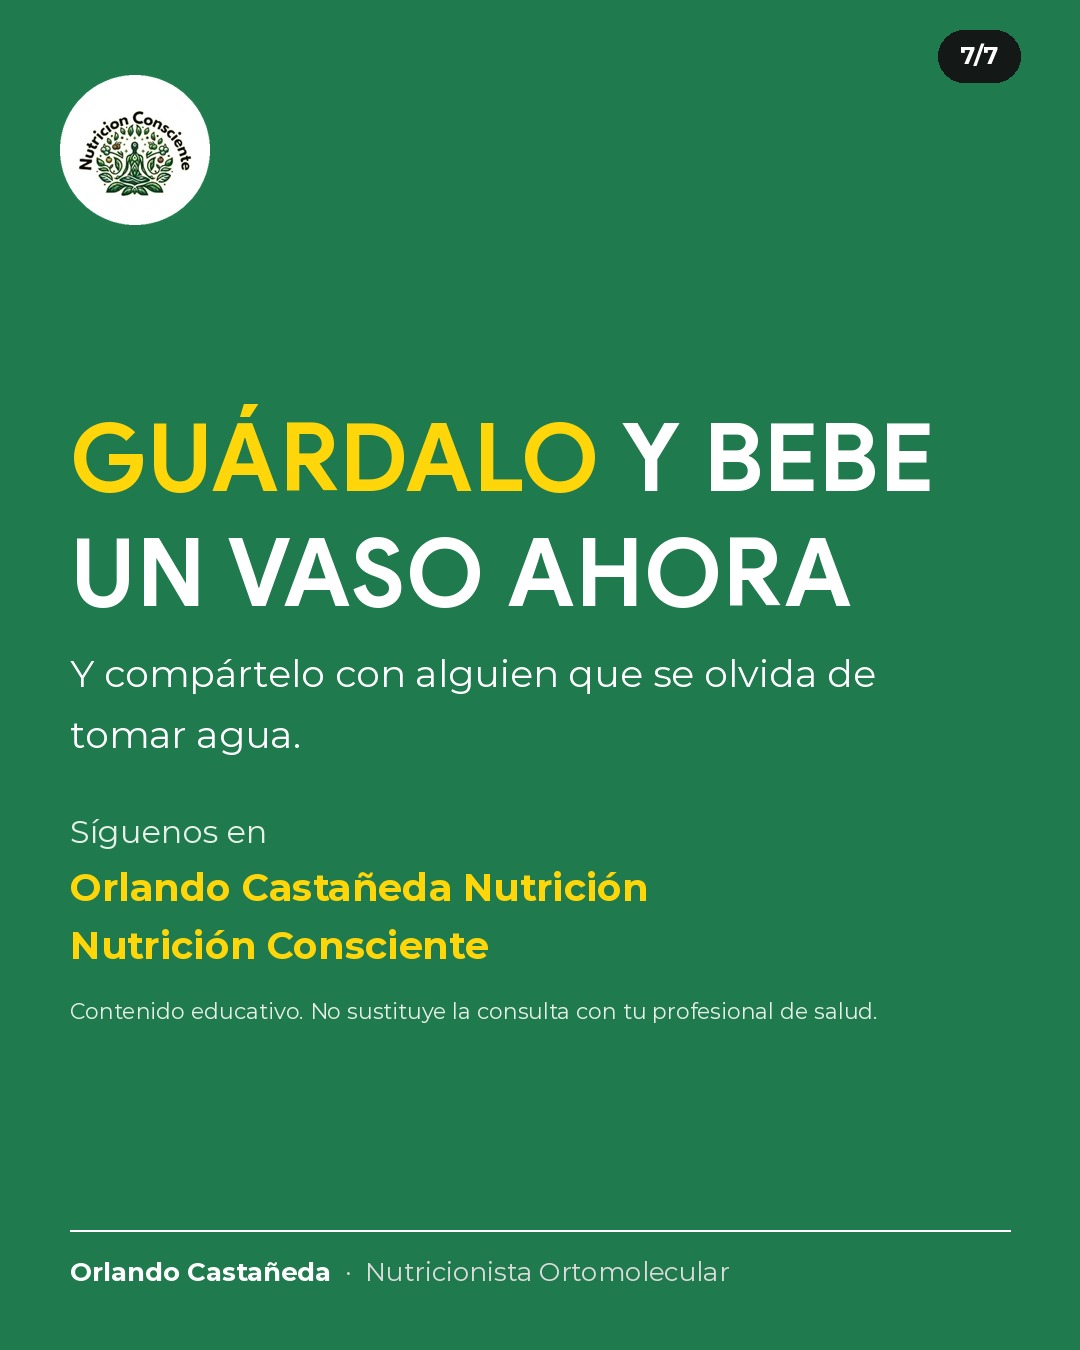 7/7
Nutricion Consciente
GUÁRDALO Y BEBE
UN VASO AHORA
Y compártelo con alguien que se olvida de
tomar agua.
Síguenos en
Orlando Castañeda Nutrición
Nutrición Consciente
Contenido educativo. No sustituye la consulta con tu profesional de salud.
Orlando Castañeda · Nutricionista Ortomolecular